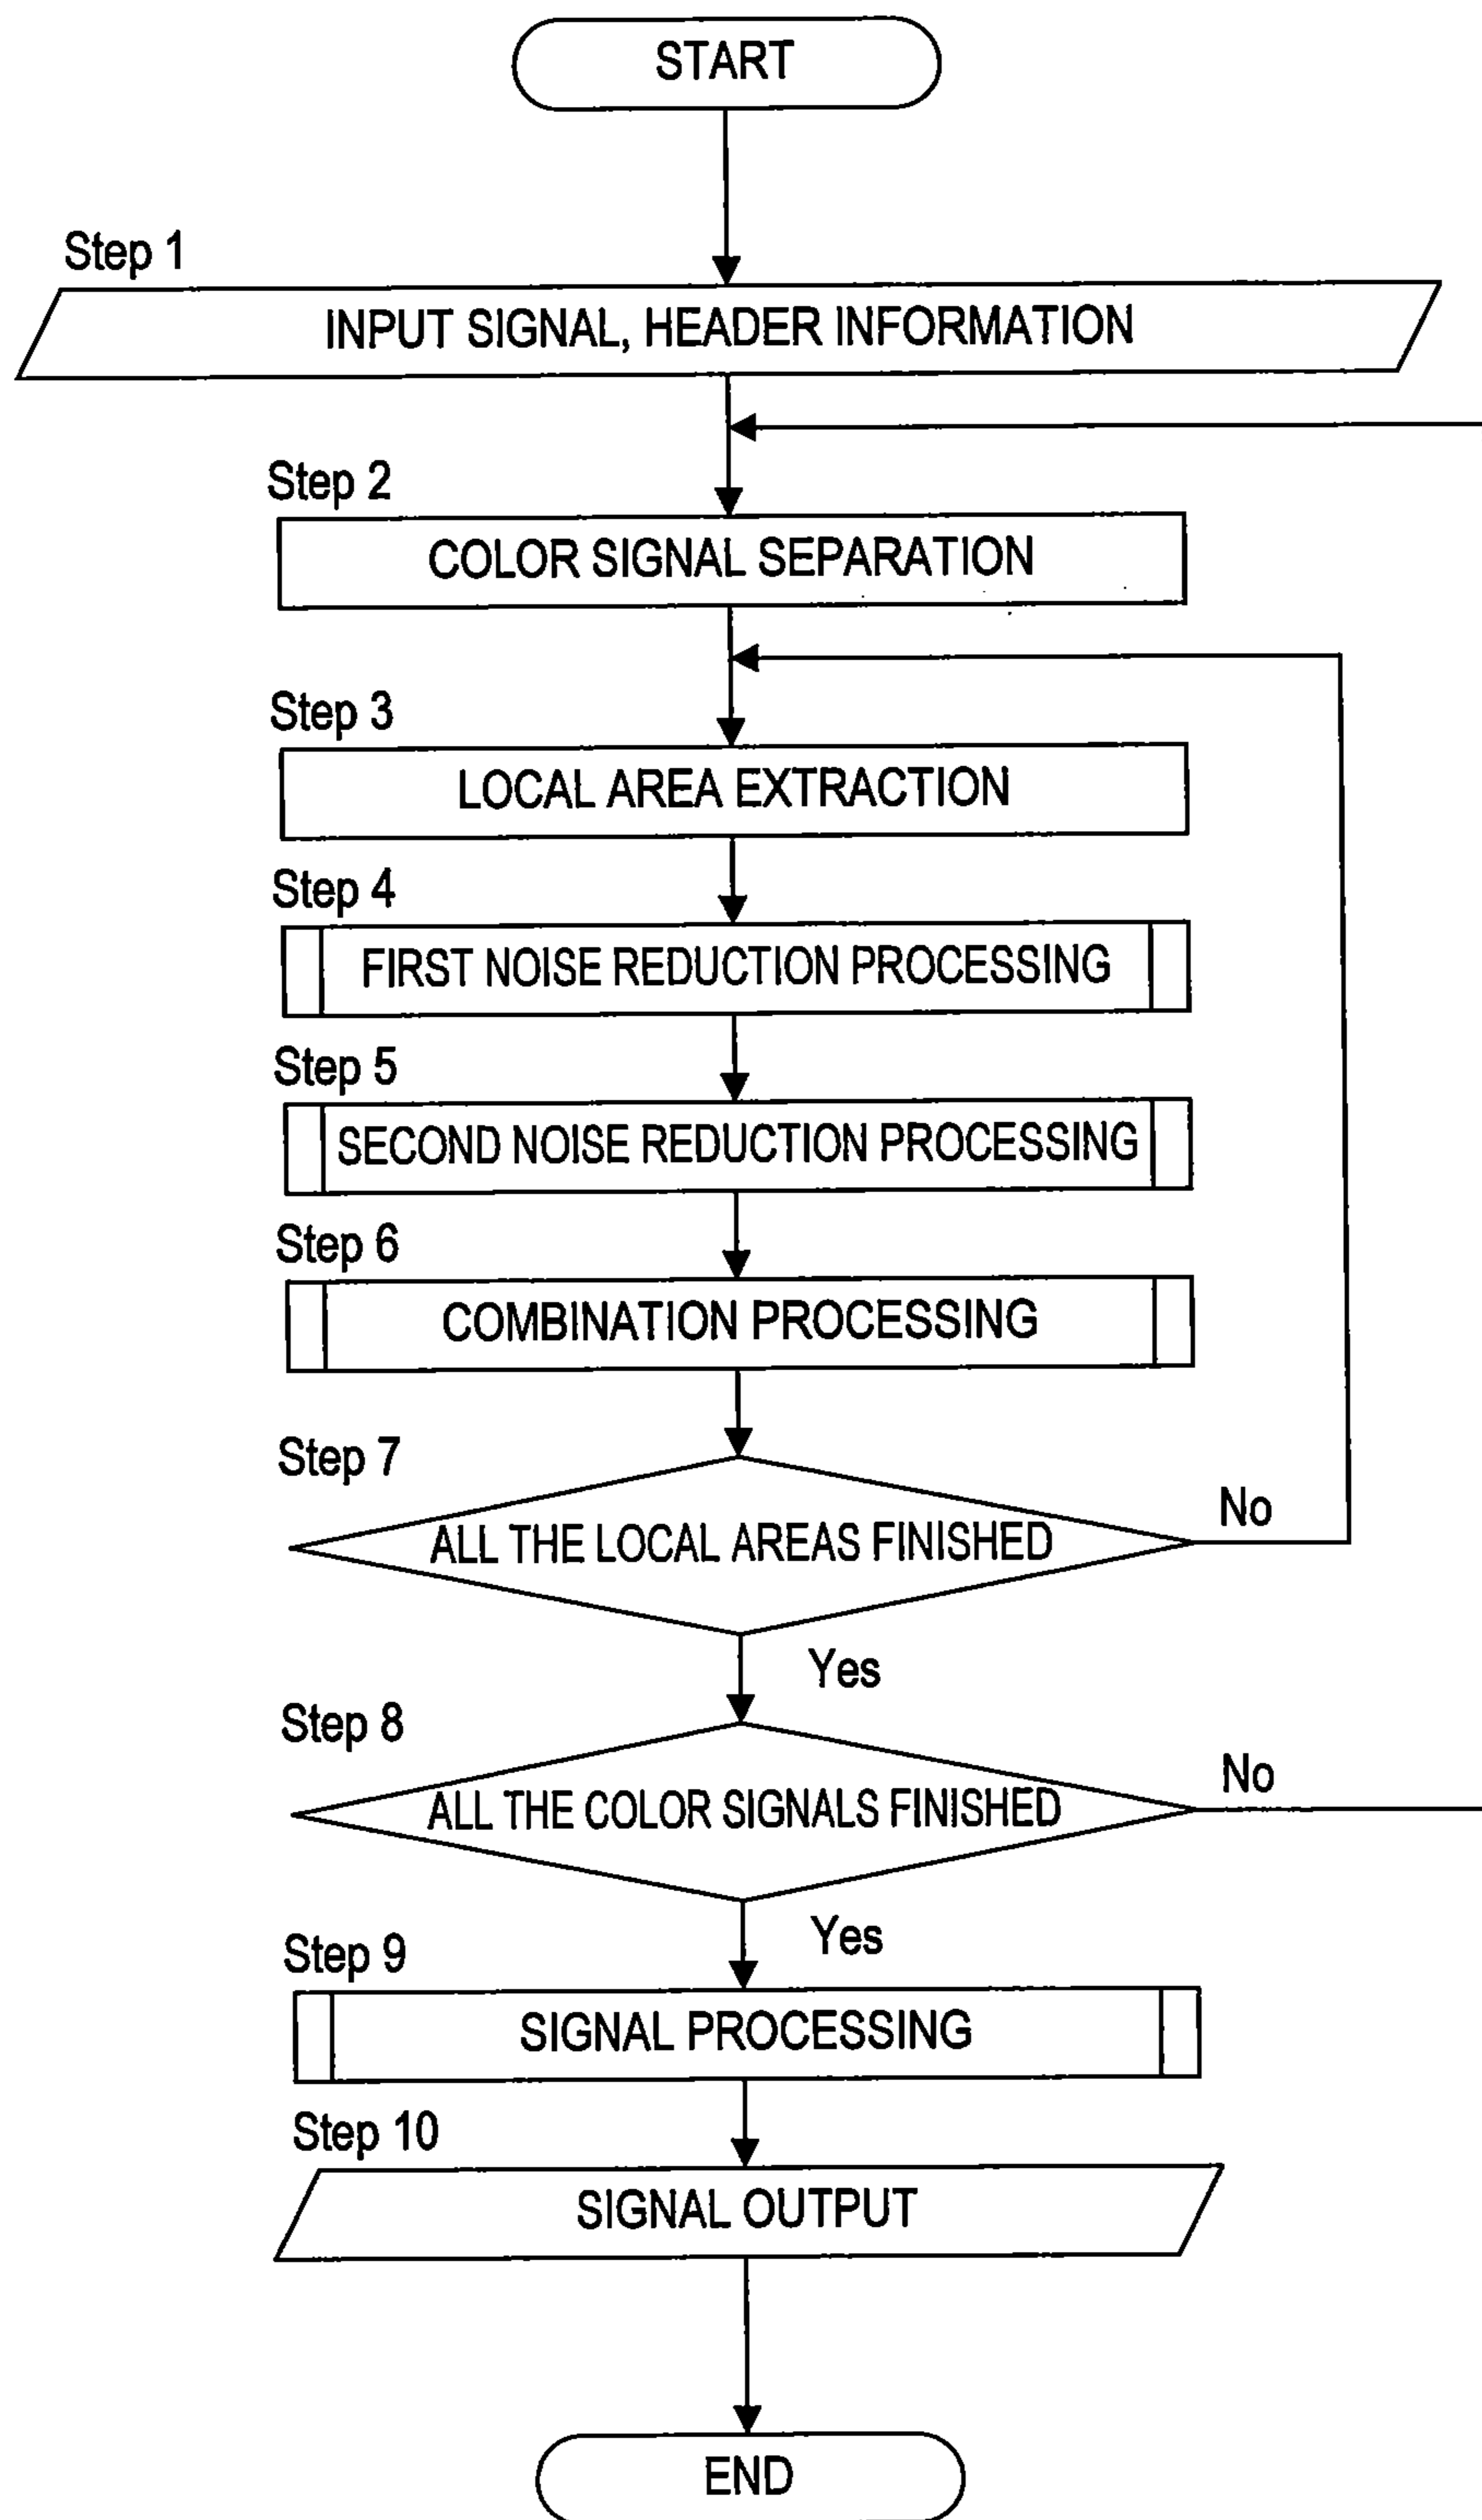 START
Step 1
INPUT SIGNAL, HEADER INFORMATION
Step 2
COLOR SIGNAL SEPARATION
Step 3
LOCAL AREA EXTRACTION
Step 4
FIRST NOISE REDUCTION PROCESSING
Step 5
SECOND NOISE REDUCTION PROCESSING
Step 6
COMBINATION PROCESSING
Step 7
No
ALL THE LOCAL AREAS FINISHED
Yes
Step 8
No
ALL THE COLOR SIGNALS FINISHED
Yes
Step 9
SIGNAL PROCESSING
Step 10
SIGNAL OUTPUT
END